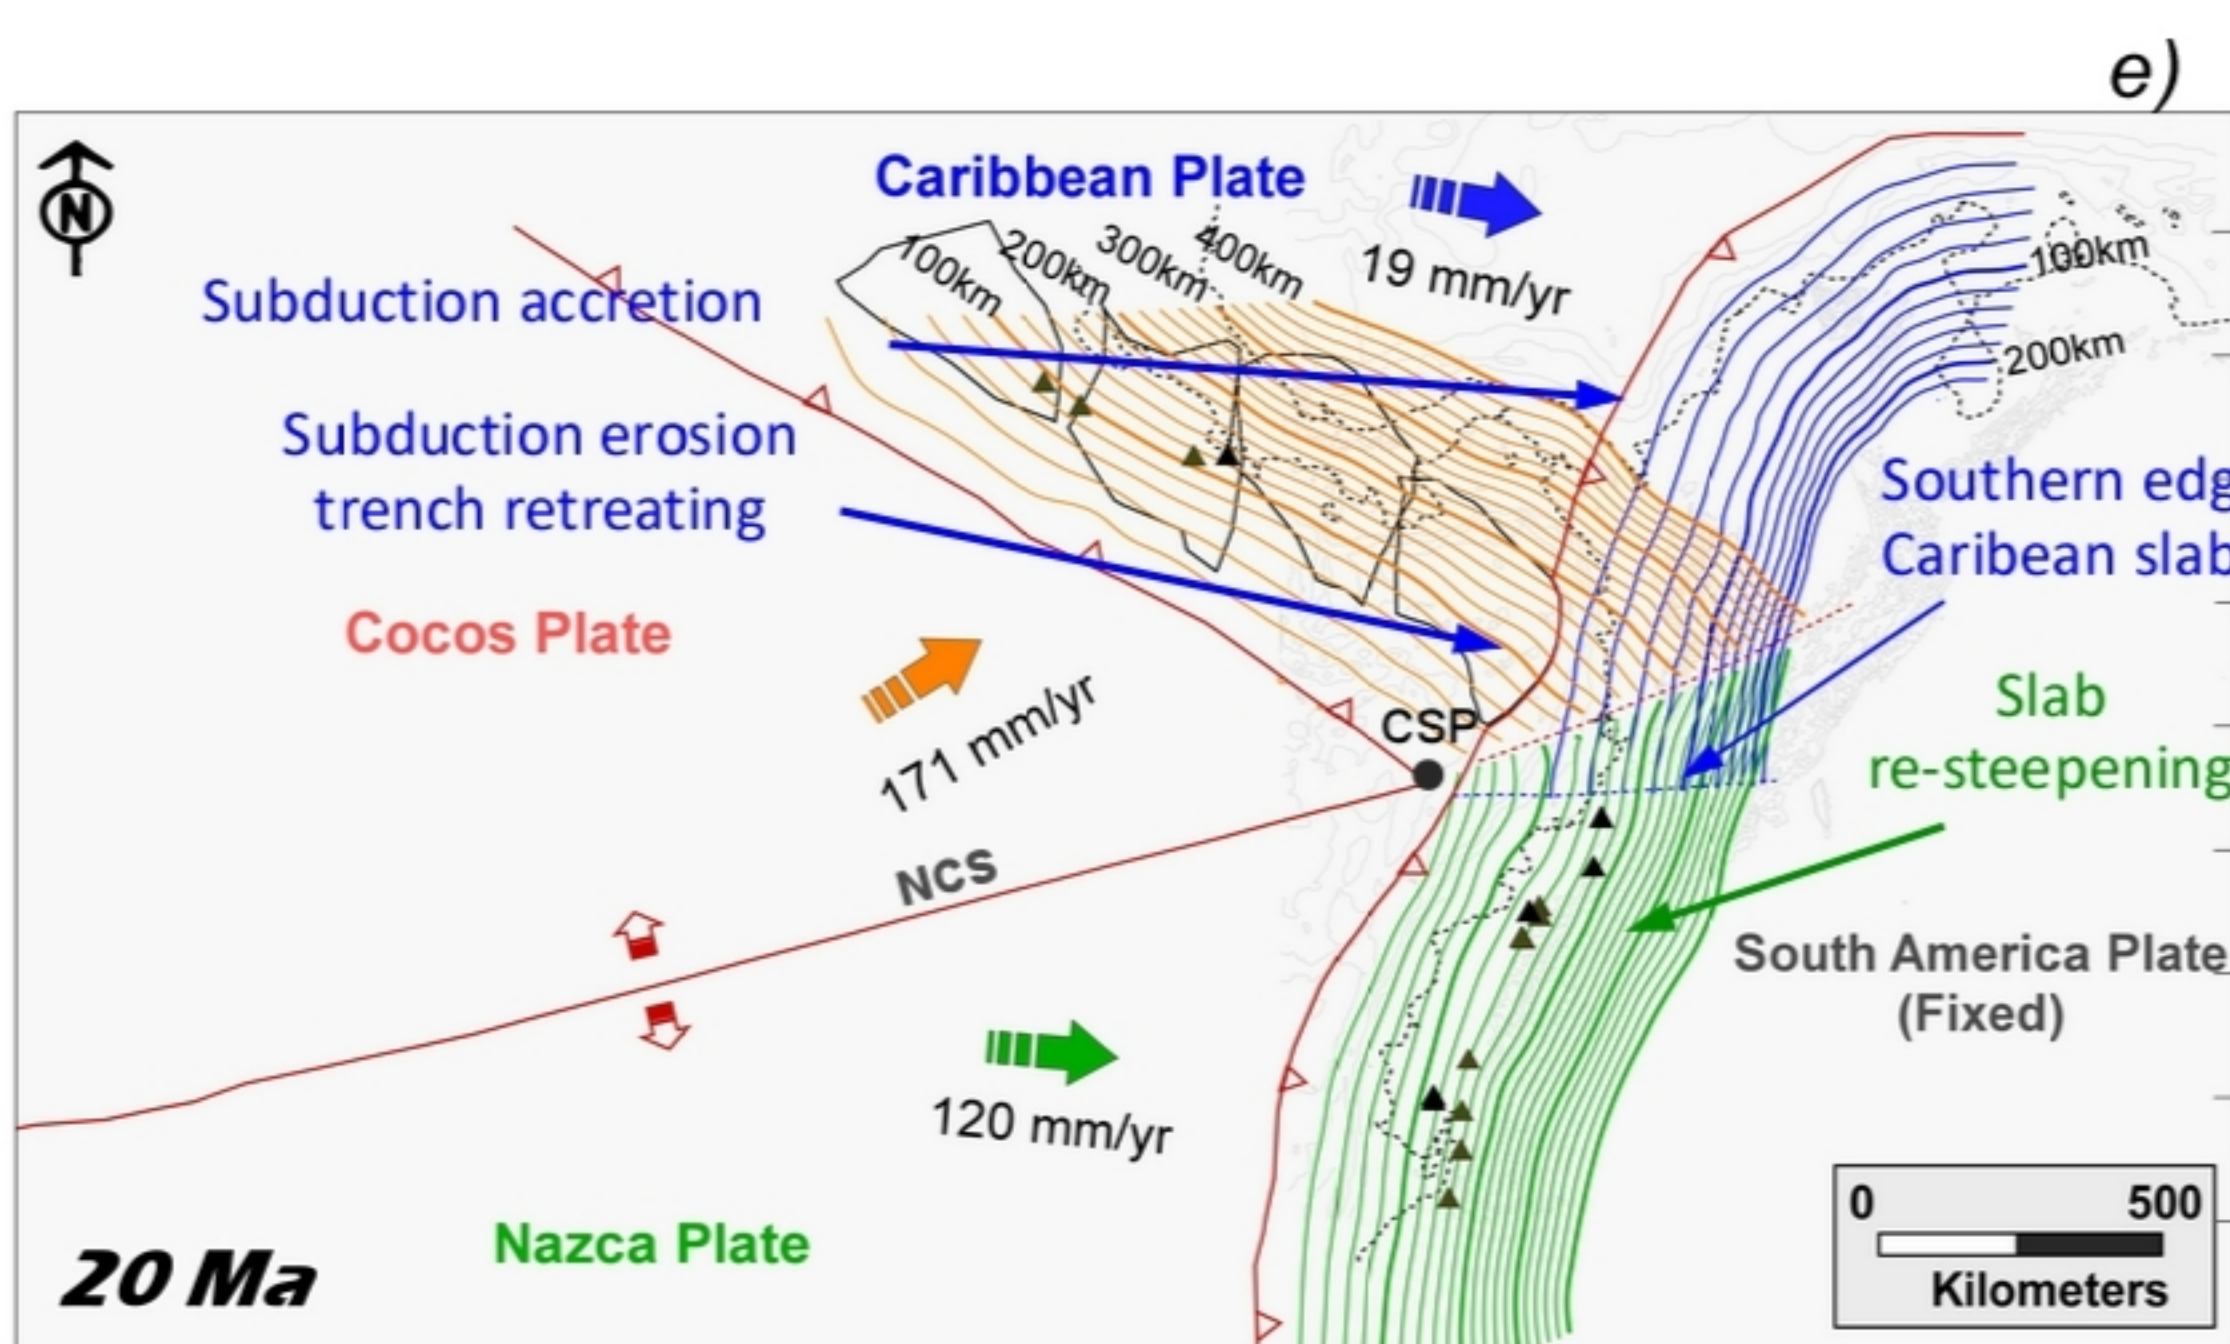 e)
N
Caribbean Plate
19 mm/yr
100km
200km
300km
400km
Subduction accretion
100km
200km
Subduction erosion
trench retreating
Southern edg
Caribean slab
Cocos Plate
171 mm/yr
CSP
Slab
re-steepening
NCS
South America Plate
(Fixed)
120 mm/yr
Nazca Plate
20 Ma
0 500
Kilometers